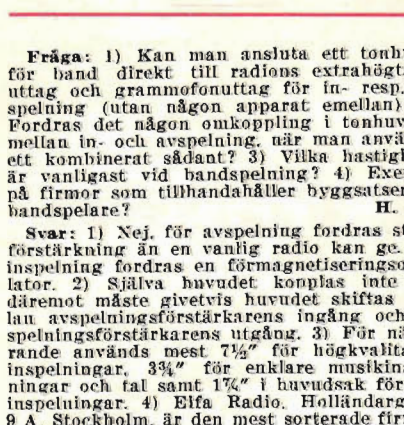 Fråga: 1) Kan man ansluta ett tonh
för band direkt till radions extrahögt
uttag och grammofonuttag för in- resp.
spelning (utan någon apparat emellan)
Fordras det någon omkoppling i tonhuv
mellan in- och avspelning, när man anvä
ett kombinerat sådant? 3) Vilka hastigh
är vanligast vid bandspelning? 4) Exe
på firmor som tillhandahåller byggsatser
bandspelare? H.
Svar: 1) Nej, för avspelning fordras st
förstärkning än en vanlig radio kan ge.
inspelning fordras en förmagnetiseringso
lator. 2) Själva huvudet kopplas inte
däremot måste givetvis huvudet skiftas
lan avspelningsförstärkarens ingång och
spelningsförstärkarens utgång. 3) För nä
rande används mest 7½″ för högkvalita
inspelningar, 3¾″ för enklare musikin
ningar och tal samt 1⅞″ i huvudsak för
inspelningar. 4) Elfa Radio, Holländarg
9 A, Stockholm, är den mest sorterade fir